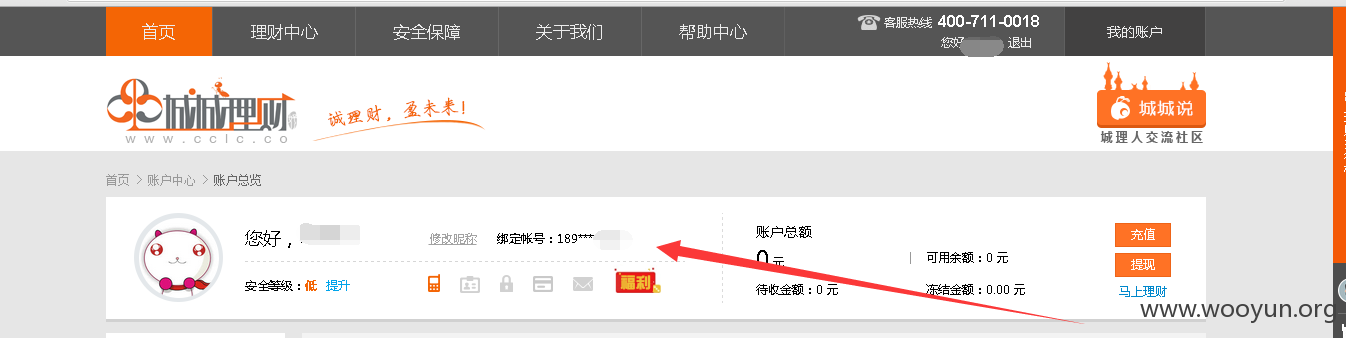 首页 理财中心 安全保障 关于我们 帮助中心 客服热线 400-711-0018 我的账户
您好 退出
城城理财 诚理财，盈未来! 城城说
www.cclc.co 城理人交流社区
首页 > 账户中心 > 账户总览
您好， 修改昵称 绑定帐号：189*** 账户总额 充值
0元 可用余额：0 元
安全等级：低 提升 福利 提现
待收金额：0 元 冻结金额：0.00 元 马上理财
www.wooyun.org